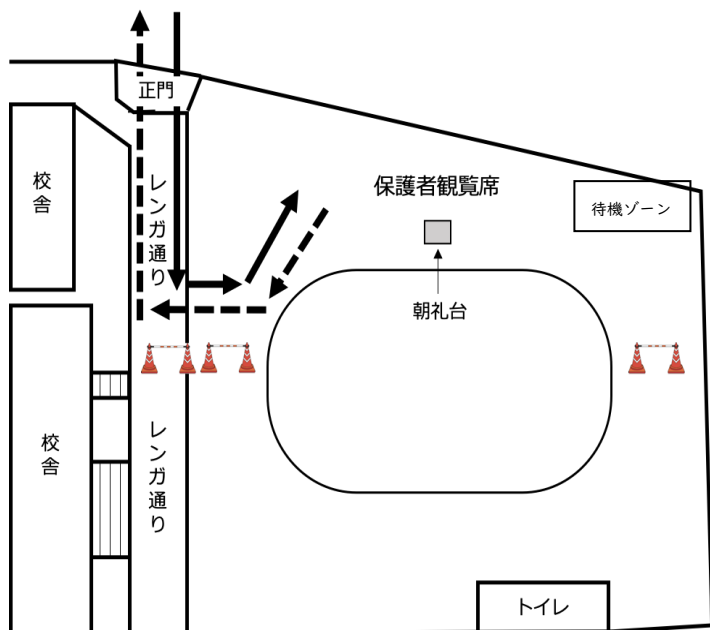 正門
校舎
レンガ通り
保護者観覧席
待機ゾーン
朝礼台
校舎
レンガ通り
トイレ